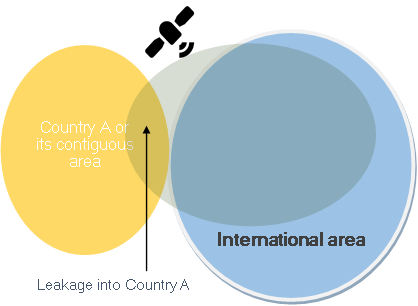 Country A or
its contiguous
area
International area
Leakage into Country A